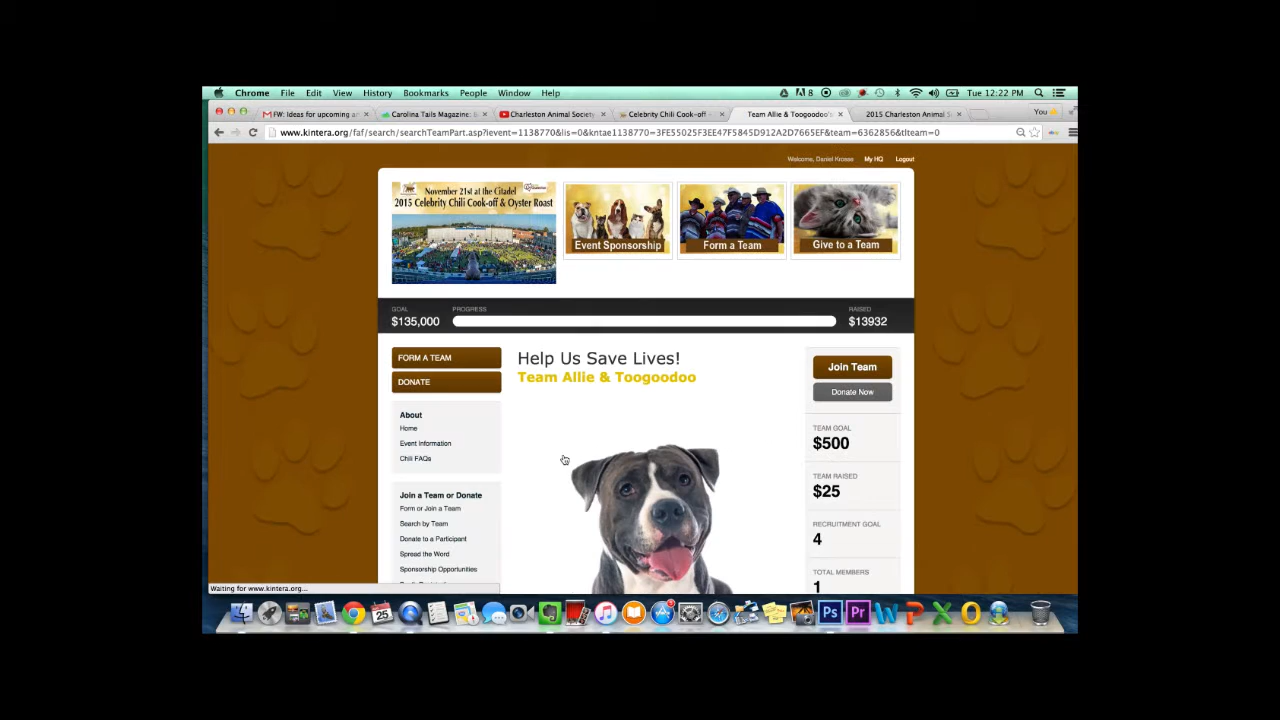 Chrome File Edit View History Bookmarks People Window Help 8 Tue 12:22 PM
FW: Ideas for upcoming an Carolina Tails Magazine: Charleston Animal Society Celebrity Chili Cook-off - Team Allie & Toogoodoo's 2015 Charleston Animal S You
www.kintera.org/faf/search/searchTeamPart.asp?ievent=1138770&lis=0&kntae1138770=3FE55025F3EE47F5845D912A2D7665EF&team=6362856&tlteam=0
Welcome, Daniel Krosse My HQ Logout
November 21st at the Citadel
2015 Celebrity Chili Cook-off & Oyster Roast
Event Sponsorship
Form a Team
Give to a Team
GOAL
$135,000
PROGRESS
RAISED
$13932
FORM A TEAM
DONATE
About
Home
Event Information
Chili FAQs
Join a Team or Donate
Form or Join a Team
Search by Team
Donate to a Participant
Spread the Word
Sponsorship Opportunities
Help Us Save Lives!
Team Allie & Toogoodoo
Join Team
Donate Now
TEAM GOAL
$500
TEAM RAISED
$25
RECRUITMENT GOAL
4
TOTAL MEMBERS
1
Waiting for www.kintera.org...
25 Ps Pr